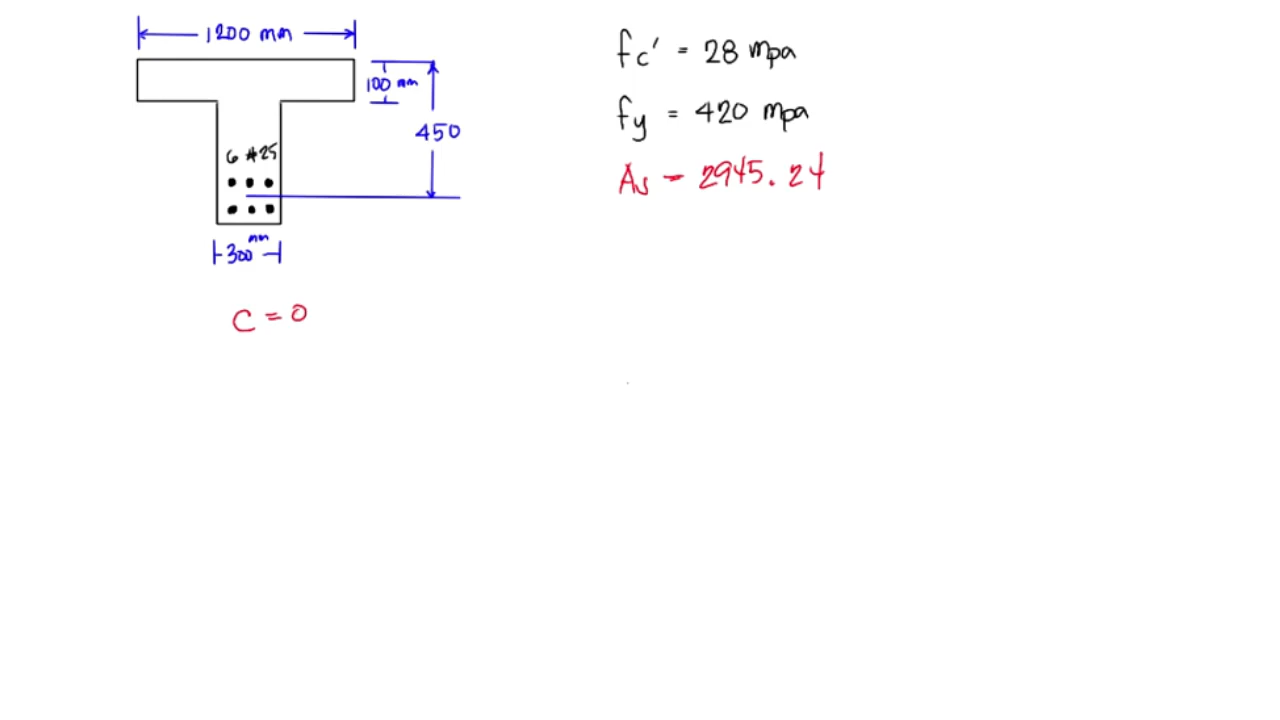 1200 mm
100 mm
450
6 #25
300 mm
C = 0
fc' = 28 mpa
fy = 420 mpa
As = 2945.24